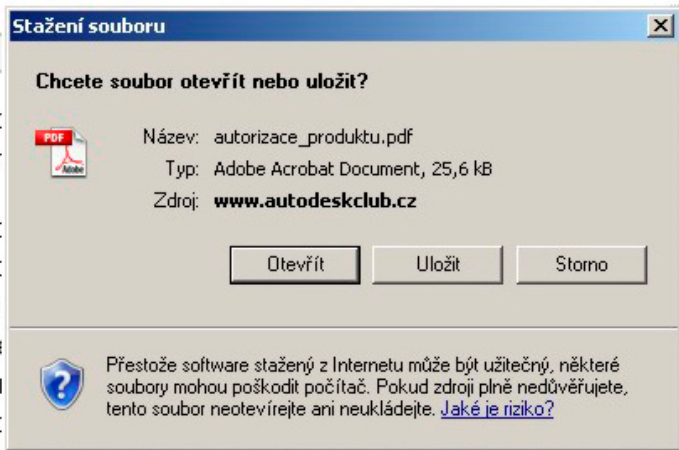 Stažení souboru
Chcete soubor otevřít nebo uložit?
PDF
Adobe
Název: autorizace_produktu.pdf
Typ: Adobe Acrobat Document, 25,6 kB
Zdroj: www.autodeskclub.cz
Otevřít Uložit Storno
Přestože software stažený z Internetu může být užitečný, některé
soubory mohou poškodit počítač. Pokud zdroji plně nedůvěřujete,
tento soubor neotevírejte ani neukládejte. Jaké je riziko?